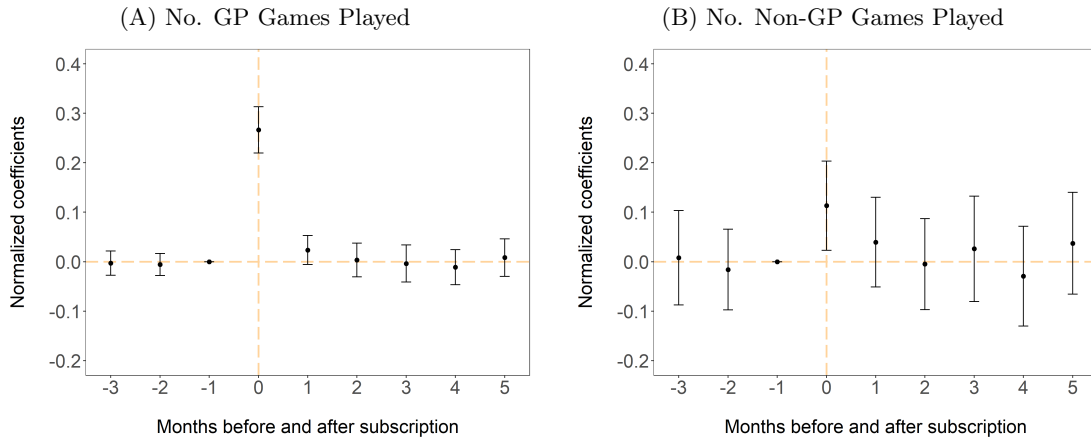 (A) No. GP Games Played
Normalized coefficients
0.4
0.3
0.2
0.1
0.0
-0.1
-0.2
-3 -2 -1 0 1 2 3 4 5
Months before and after subscription
(B) No. Non-GP Games Played
Normalized coefficients
0.4
0.3
0.2
0.1
0.0
-0.1
-0.2
-3 -2 -1 0 1 2 3 4 5
Months before and after subscription